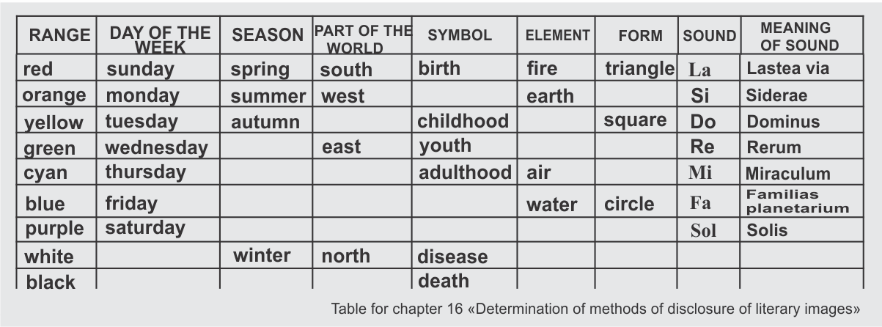 RANGE DAY OF THE WEEK SEASON PART OF THE WORLD SYMBOL ELEMENT FORM SOUND MEANING OF SOUND
red sunday spring south birth fire triangle La Lastea via
orange monday summer west earth Si Siderae
yellow tuesday autumn childhood square Do Dominus
green wednesday east youth Re Rerum
cyan thursday adulthood air Mi Miraculum
blue friday water circle Fa Familias planetarium
purple saturday Sol Solis
white winter north disease
black death
Table for chapter 16 «Determination of methods of disclosure of literary images»